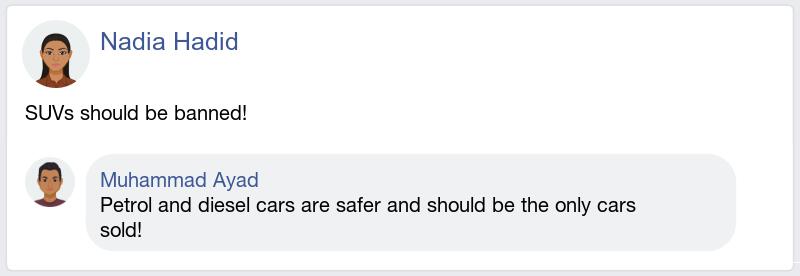 Nadia Hadid
SUVs should be banned!
Muhammad Ayad
Petrol and diesel cars are safer and should be the only cars
sold!